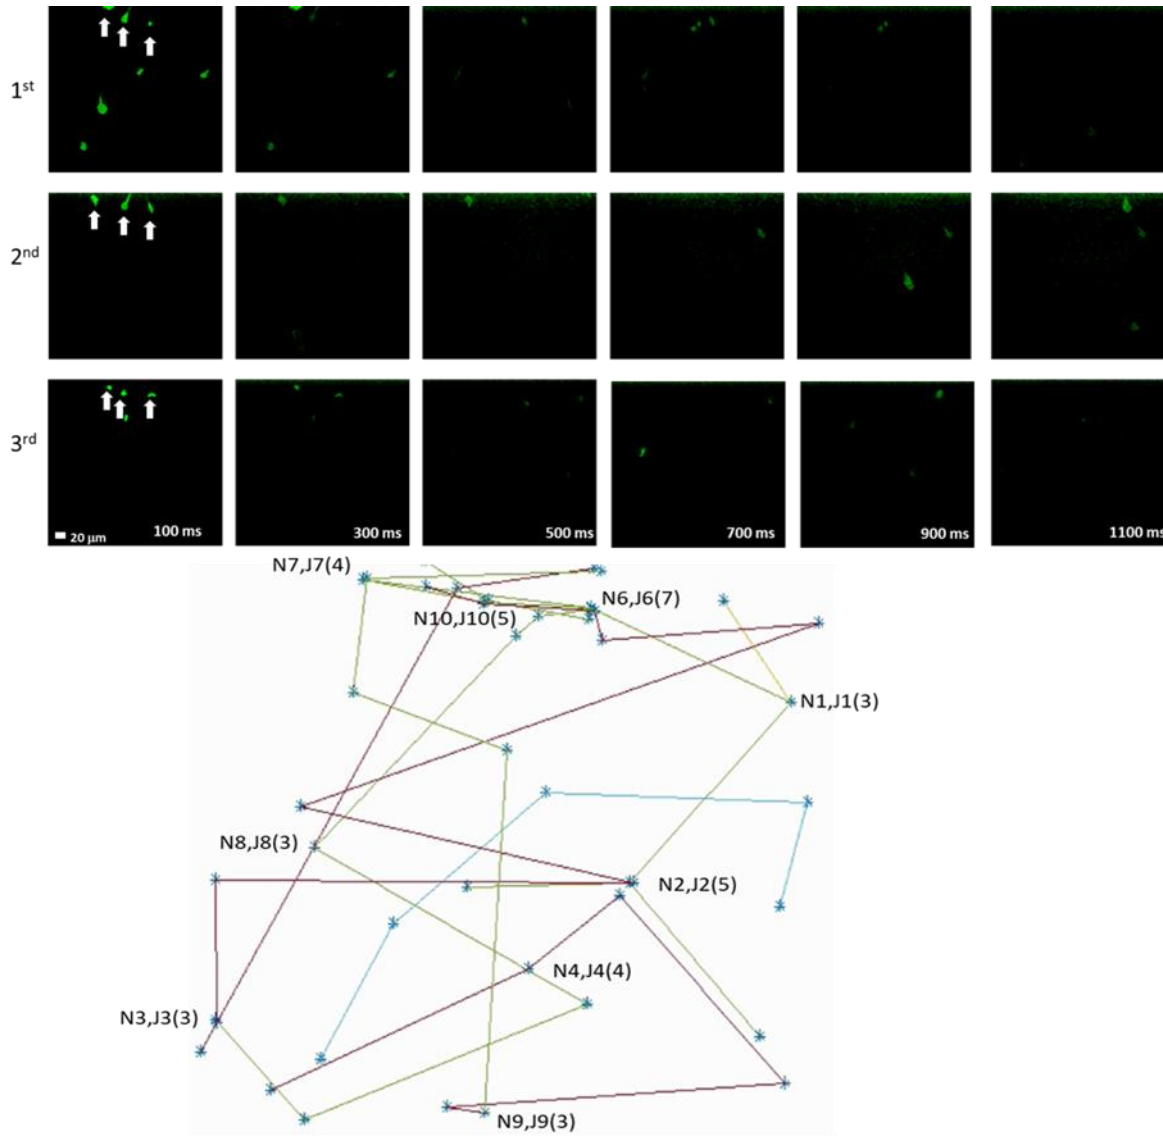 1st
2nd
3rd
20 µm
100 ms
300 ms
500 ms
700 ms
900 ms
1100 ms
N7,J7(4)
N6,J6(7)
N10,J10(5)
N1,J1(3)
N8,J8(3)
N2,J2(5)
N4,J4(4)
N3,J3(3)
N9,J9(3)